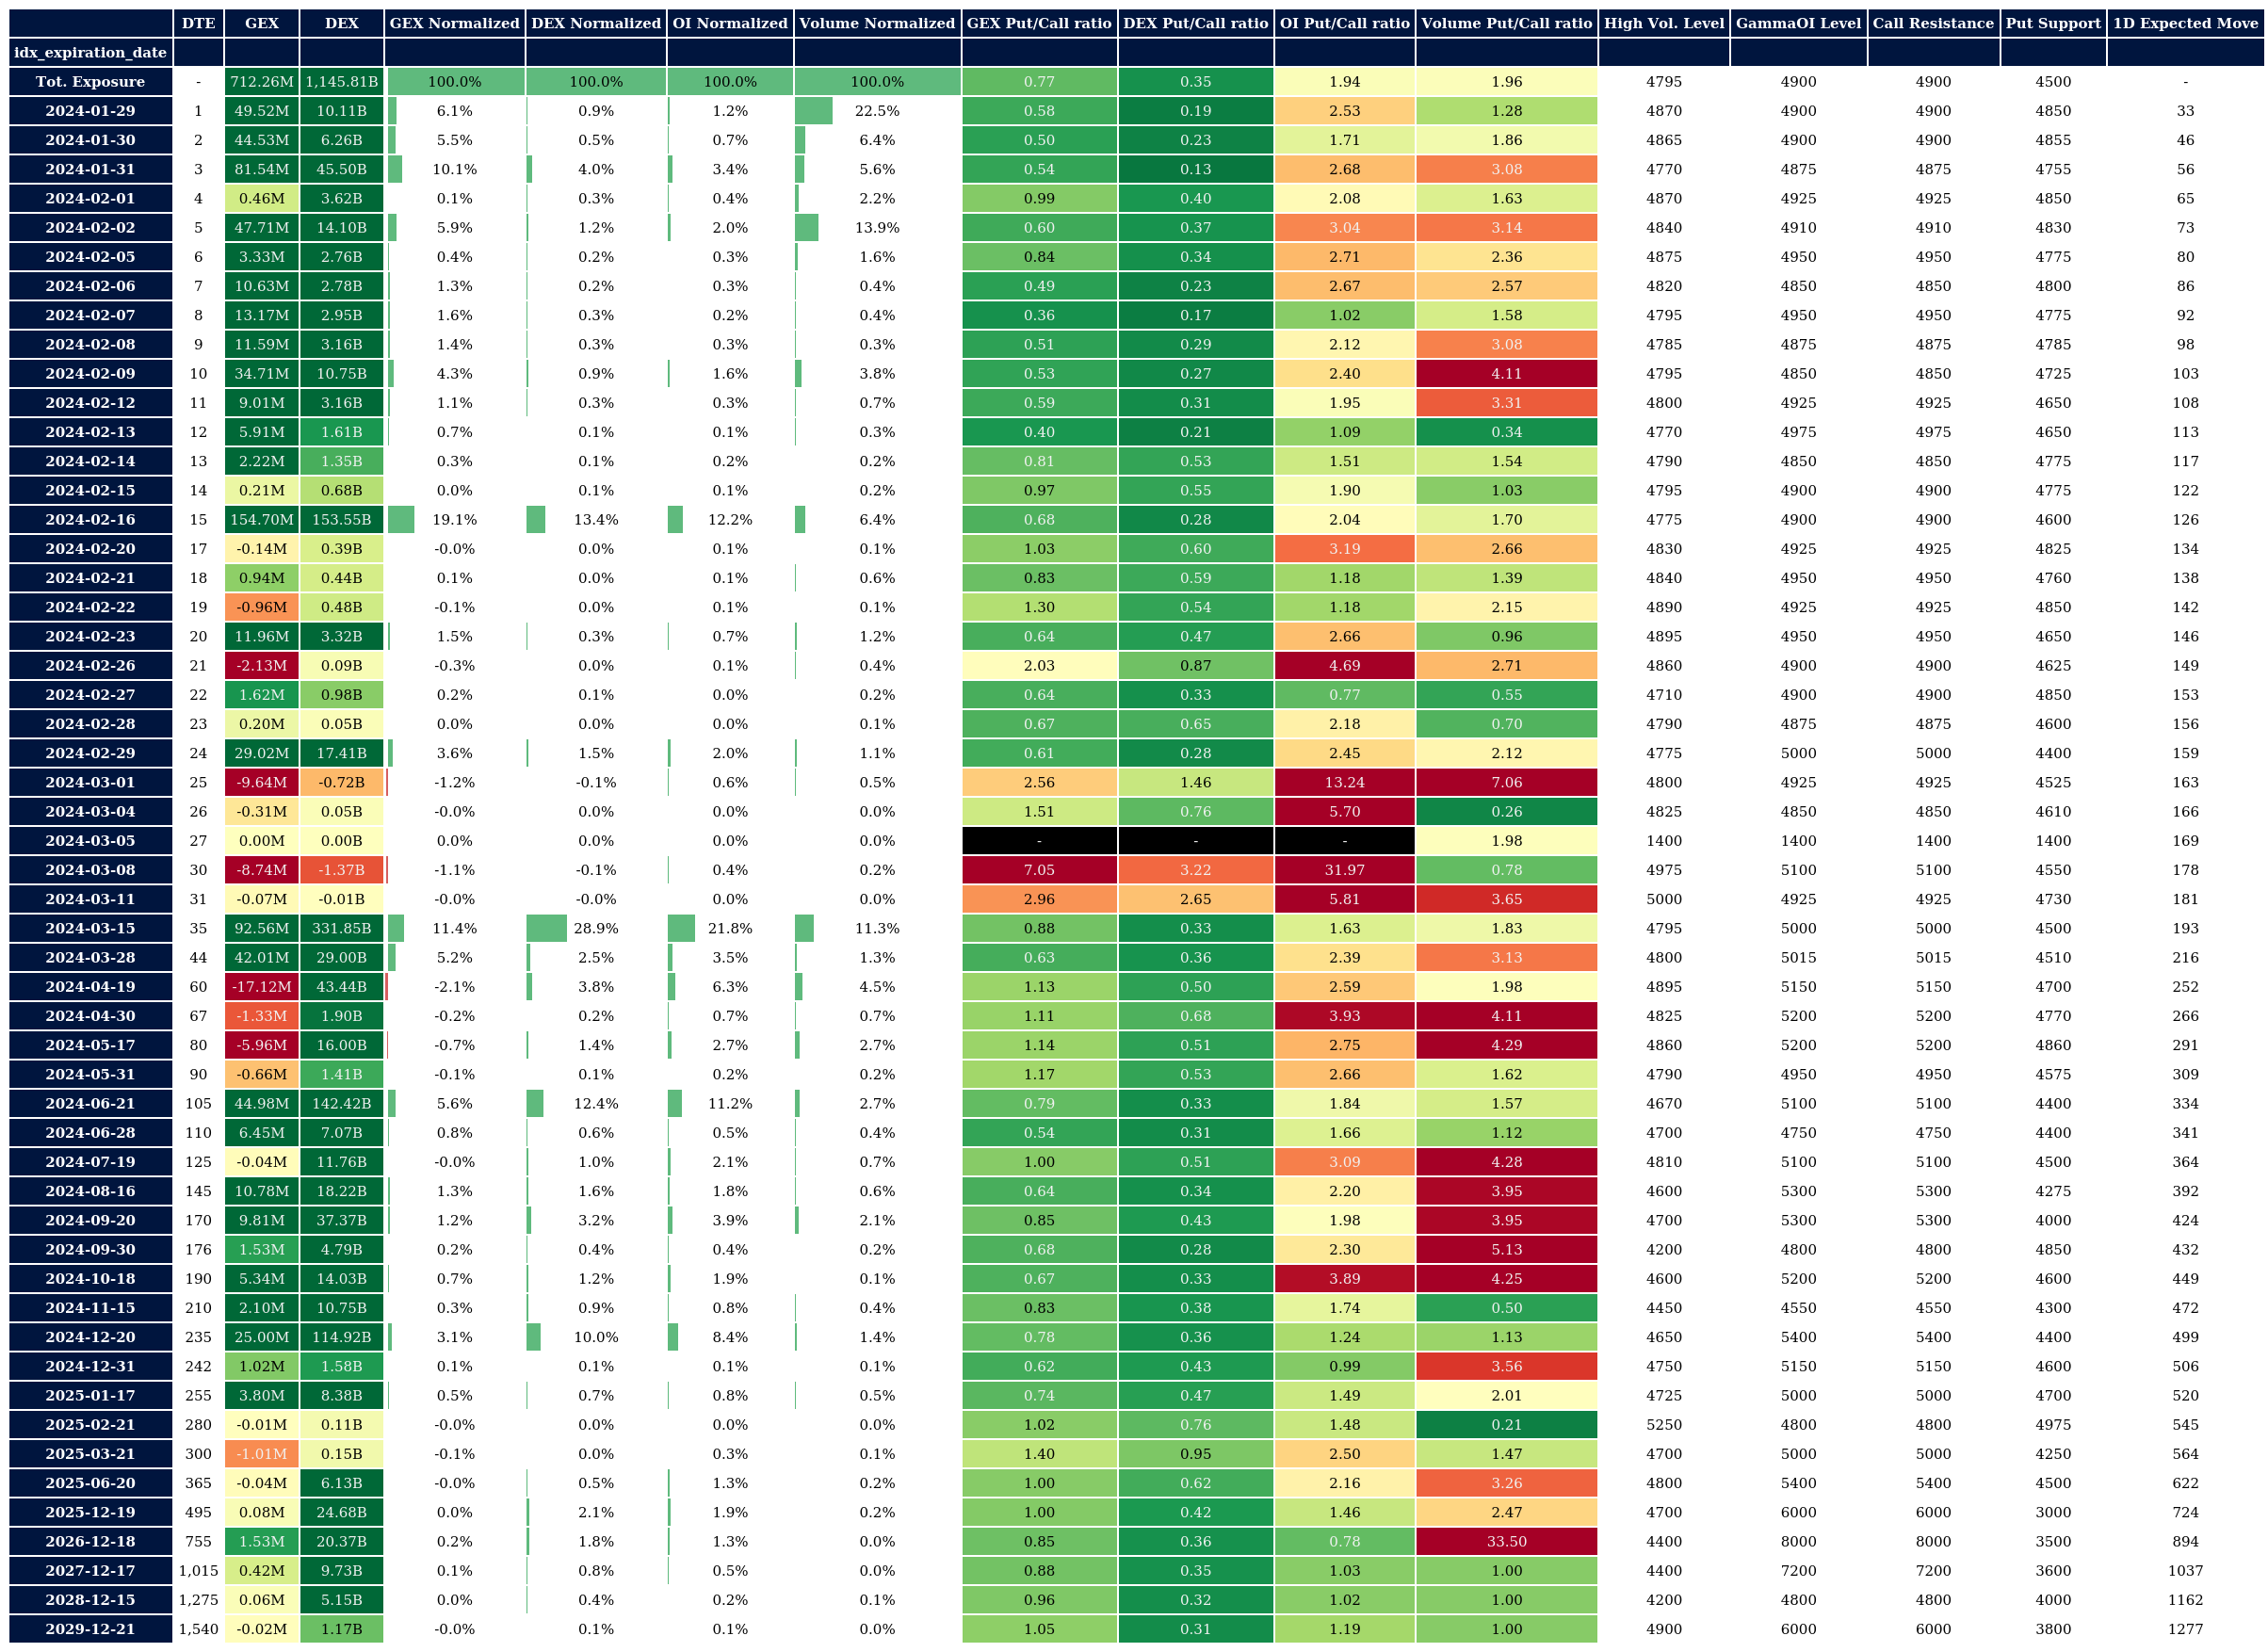 DTE GEX DEX GEX Normalized DEX Normalized OI Normalized Volume Normalized GEX Put/Call ratio DEX Put/Call ratio OI Put/Call ratio Volume Put/Call ratio High Vol. Level GammaOI Level Call Resistance Put Support 1D Expected Move
idx_expiration_date
Tot. Exposure - 712.26M 1,145.81B 100.0% 100.0% 100.0% 100.0% 0.77 0.35 1.94 1.96 4795 4900 4900 4500 -
2024-01-29 1 49.52M 10.11B 6.1% 0.9% 1.2% 22.5% 0.58 0.19 2.53 1.28 4870 4900 4900 4850 33
2024-01-30 2 44.53M 6.26B 5.5% 0.5% 0.7% 6.4% 0.50 0.23 1.71 1.86 4865 4900 4900 4855 46
2024-01-31 3 81.54M 45.50B 10.1% 4.0% 3.4% 5.6% 0.54 0.13 2.68 3.08 4770 4875 4875 4755 56
2024-02-01 4 0.46M 3.62B 0.1% 0.3% 0.4% 2.2% 0.99 0.40 2.08 1.63 4870 4925 4925 4850 65
2024-02-02 5 47.71M 14.10B 5.9% 1.2% 2.0% 13.9% 0.60 0.37 3.04 3.14 4840 4910 4910 4830 73
2024-02-05 6 3.33M 2.76B 0.4% 0.2% 0.3% 1.6% 0.84 0.34 2.71 2.36 4875 4950 4950 4775 80
2024-02-06 7 10.63M 2.78B 1.3% 0.2% 0.3% 0.4% 0.49 0.23 2.67 2.57 4820 4850 4850 4800 86
2024-02-07 8 13.17M 2.95B 1.6% 0.3% 0.2% 0.4% 0.36 0.17 1.02 1.58 4795 4950 4950 4775 92
2024-02-08 9 11.59M 3.16B 1.4% 0.3% 0.3% 0.3% 0.51 0.29 2.12 3.08 4785 4875 4875 4785 98
2024-02-09 10 34.71M 10.75B 4.3% 0.9% 1.6% 3.8% 0.53 0.27 2.40 4.11 4795 4850 4850 4725 103
2024-02-12 11 9.01M 3.16B 1.1% 0.3% 0.3% 0.7% 0.59 0.31 1.95 3.31 4800 4925 4925 4650 108
2024-02-13 12 5.91M 1.61B 0.7% 0.1% 0.1% 0.3% 0.40 0.21 1.09 0.34 4770 4975 4975 4650 113
2024-02-14 13 2.22M 1.35B 0.3% 0.1% 0.2% 0.2% 0.81 0.53 1.51 1.54 4790 4850 4850 4775 117
2024-02-15 14 0.21M 0.68B 0.0% 0.1% 0.1% 0.2% 0.97 0.55 1.90 1.03 4795 4900 4900 4775 122
2024-02-16 15 154.70M 153.55B 19.1% 13.4% 12.2% 6.4% 0.68 0.28 2.04 1.70 4775 4900 4900 4600 126
2024-02-20 17 -0.14M 0.39B -0.0% 0.0% 0.1% 0.1% 1.03 0.60 3.19 2.66 4830 4925 4925 4825 134
2024-02-21 18 0.94M 0.44B 0.1% 0.0% 0.1% 0.6% 0.83 0.59 1.18 1.39 4840 4950 4950 4760 138
2024-02-22 19 -0.96M 0.48B -0.1% 0.0% 0.1% 0.1% 1.30 0.54 1.18 2.15 4890 4925 4925 4850 142
2024-02-23 20 11.96M 3.32B 1.5% 0.3% 0.7% 1.2% 0.64 0.47 2.66 0.96 4895 4950 4950 4650 146
2024-02-26 21 -2.13M 0.09B -0.3% 0.0% 0.1% 0.4% 2.03 0.87 4.69 2.71 4860 4900 4900 4625 149
2024-02-27 22 1.62M 0.98B 0.2% 0.1% 0.0% 0.2% 0.64 0.33 0.77 0.55 4710 4900 4900 4850 153
2024-02-28 23 0.20M 0.05B 0.0% 0.0% 0.0% 0.1% 0.67 0.65 2.18 0.70 4790 4875 4875 4600 156
2024-02-29 24 29.02M 17.41B 3.6% 1.5% 2.0% 1.1% 0.61 0.28 2.45 2.12 4775 5000 5000 4400 159
2024-03-01 25 -9.64M -0.72B -1.2% -0.1% 0.6% 0.5% 2.56 1.46 13.24 7.06 4800 4925 4925 4525 163
2024-03-04 26 -0.31M 0.05B -0.0% 0.0% 0.0% 0.0% 1.51 0.76 5.70 0.26 4825 4850 4850 4610 166
2024-03-05 27 0.00M 0.00B 0.0% 0.0% 0.0% 0.0% - - - 1.98 1400 1400 1400 1400 169
2024-03-08 30 -8.74M -1.37B -1.1% -0.1% 0.4% 0.2% 7.05 3.22 31.97 0.78 4975 5100 5100 4550 178
2024-03-11 31 -0.07M -0.01B -0.0% -0.0% 0.0% 0.0% 2.96 2.65 5.81 3.65 5000 4925 4925 4730 181
2024-03-15 35 92.56M 331.85B 11.4% 28.9% 21.8% 11.3% 0.88 0.33 1.63 1.83 4795 5000 5000 4500 193
2024-03-28 44 42.01M 29.00B 5.2% 2.5% 3.5% 1.3% 0.63 0.36 2.39 3.13 4800 5015 5015 4510 216
2024-04-19 60 -17.12M 43.44B -2.1% 3.8% 6.3% 4.5% 1.13 0.50 2.59 1.98 4895 5150 5150 4700 252
2024-04-30 67 -1.33M 1.90B -0.2% 0.2% 0.7% 0.7% 1.11 0.68 3.93 4.11 4825 5200 5200 4770 266
2024-05-17 80 -5.96M 16.00B -0.7% 1.4% 2.7% 2.7% 1.14 0.51 2.75 4.29 4860 5200 5200 4860 291
2024-05-31 90 -0.66M 1.41B -0.1% 0.1% 0.2% 0.2% 1.17 0.53 2.66 1.62 4790 4950 4950 4575 309
2024-06-21 105 44.98M 142.42B 5.6% 12.4% 11.2% 2.7% 0.79 0.33 1.84 1.57 4670 5100 5100 4400 334
2024-06-28 110 6.45M 7.07B 0.8% 0.6% 0.5% 0.4% 0.54 0.31 1.66 1.12 4700 4750 4750 4400 341
2024-07-19 125 -0.04M 11.76B -0.0% 1.0% 2.1% 0.7% 1.00 0.51 3.09 4.28 4810 5100 5100 4500 364
2024-08-16 145 10.78M 18.22B 1.3% 1.6% 1.8% 0.6% 0.64 0.34 2.20 3.95 4600 5300 5300 4275 392
2024-09-20 170 9.81M 37.37B 1.2% 3.2% 3.9% 2.1% 0.85 0.43 1.98 3.95 4700 5300 5300 4000 424
2024-09-30 176 1.53M 4.79B 0.2% 0.4% 0.4% 0.2% 0.68 0.28 2.30 5.13 4200 4800 4800 4850 432
2024-10-18 190 5.34M 14.03B 0.7% 1.2% 1.9% 0.1% 0.67 0.33 3.89 4.25 4600 5200 5200 4600 449
2024-11-15 210 2.10M 10.75B 0.3% 0.9% 0.8% 0.4% 0.83 0.38 1.74 0.50 4450 4550 4550 4300 472
2024-12-20 235 25.00M 114.92B 3.1% 10.0% 8.4% 1.4% 0.78 0.36 1.24 1.13 4650 5400 5400 4400 499
2024-12-31 242 1.02M 1.58B 0.1% 0.1% 0.1% 0.1% 0.62 0.43 0.99 3.56 4750 5150 5150 4600 506
2025-01-17 255 3.80M 8.38B 0.5% 0.7% 0.8% 0.5% 0.74 0.47 1.49 2.01 4725 5000 5000 4700 520
2025-02-21 280 -0.01M 0.11B -0.0% 0.0% 0.0% 0.0% 1.02 0.76 1.48 0.21 5250 4800 4800 4975 545
2025-03-21 300 -1.01M 0.15B -0.1% 0.0% 0.3% 0.1% 1.40 0.95 2.50 1.47 4700 5000 5000 4250 564
2025-06-20 365 -0.04M 6.13B -0.0% 0.5% 1.3% 0.2% 1.00 0.62 2.16 3.26 4800 5400 5400 4500 622
2025-12-19 495 0.08M 24.68B 0.0% 2.1% 1.9% 0.2% 1.00 0.42 1.46 2.47 4700 6000 6000 3000 724
2026-12-18 755 1.53M 20.37B 0.2% 1.8% 1.3% 0.0% 0.85 0.36 0.78 33.50 4400 8000 8000 3500 894
2027-12-17 1,015 0.42M 9.73B 0.1% 0.8% 0.5% 0.0% 0.88 0.35 1.03 1.00 4400 7200 7200 3600 1037
2028-12-15 1,275 0.06M 5.15B 0.0% 0.4% 0.2% 0.1% 0.96 0.32 1.02 1.00 4200 4800 4800 4000 1162
2029-12-21 1,540 -0.02M 1.17B -0.0% 0.1% 0.1% 0.0% 1.05 0.31 1.19 1.00 4900 6000 6000 3800 1277